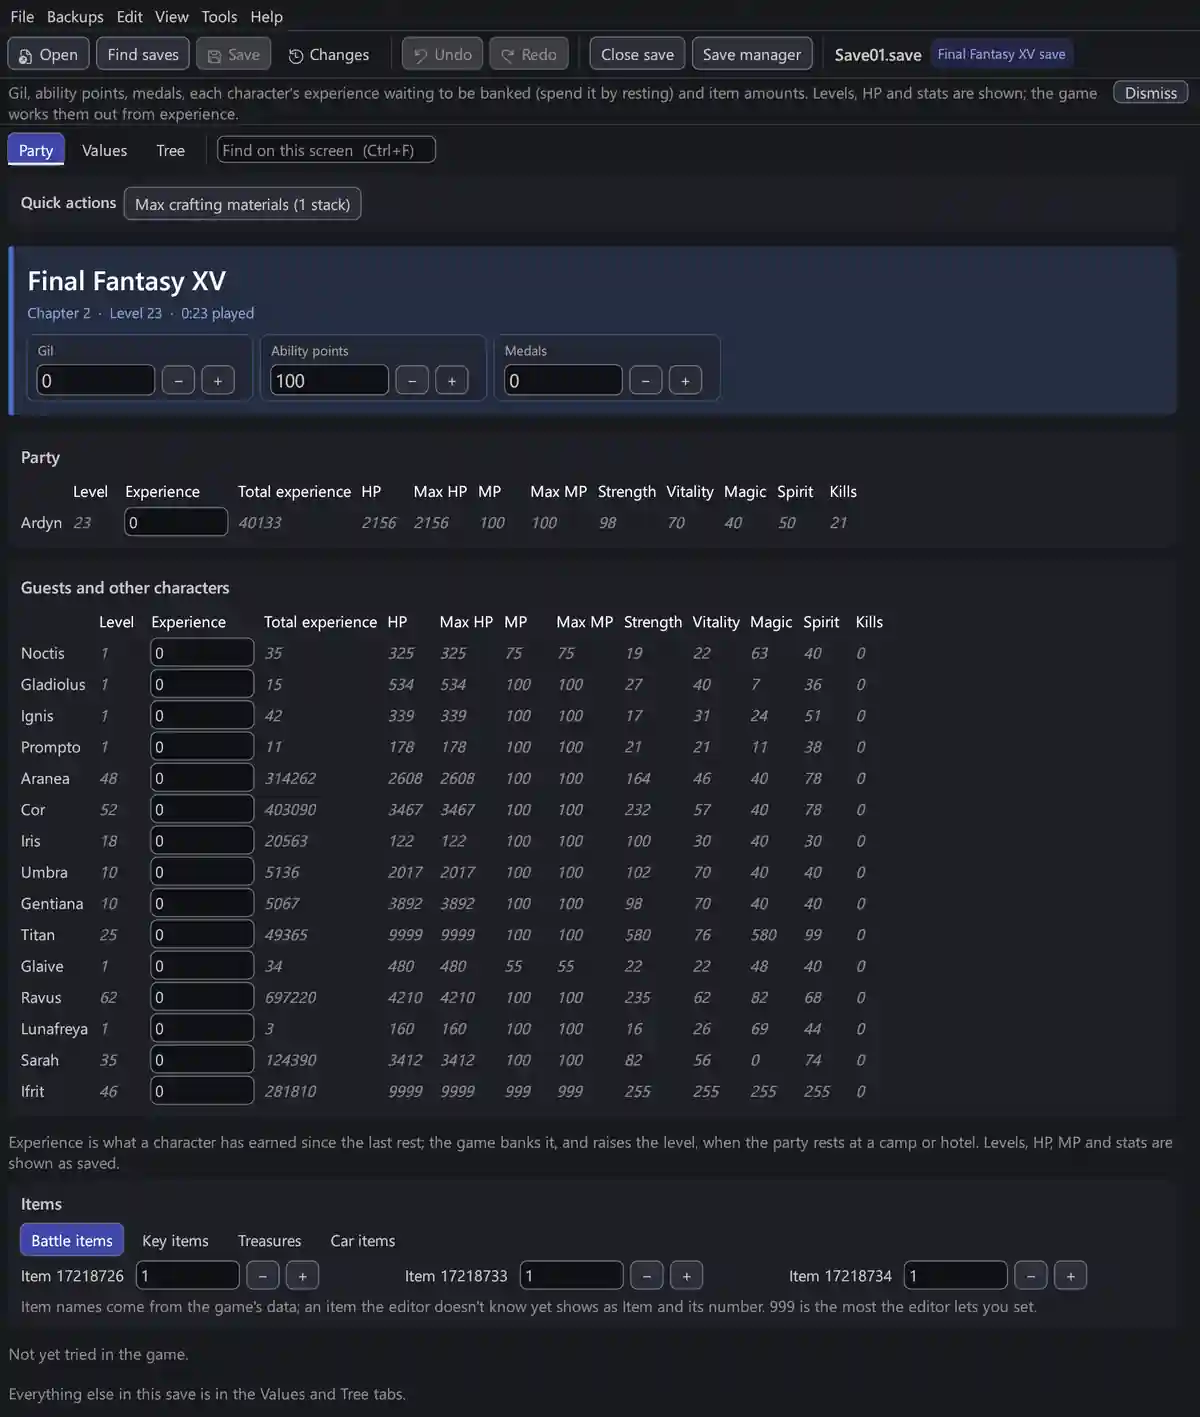 File Backups Edit View Tools Help
Open Find saves Save Changes Undo Redo Close save Save manager Save01.save Final Fantasy XV save
Gil, ability points, medals, each character's experience waiting to be banked (spend it by resting) and item amounts. Levels, HP and stats are shown; the game Dismiss
works them out from experience.
Party Values Tree Find on this screen (Ctrl+F)
Quick actions Max crafting materials (1 stack)
Final Fantasy XV
Chapter 2 · Level 23 · 0:23 played
Gil Ability points Medals
0 − + 100 − + 0 − +
Party
Level Experience Total experience HP Max HP MP Max MP Strength Vitality Magic Spirit Kills
Ardyn 23 0 40133 2156 2156 100 100 98 70 40 50 21
Guests and other characters
Level Experience Total experience HP Max HP MP Max MP Strength Vitality Magic Spirit Kills
Noctis 1 0 35 325 325 75 75 19 22 63 40 0
Gladiolus 1 0 15 534 534 100 100 27 40 7 36 0
Ignis 1 0 42 339 339 100 100 17 31 24 51 0
Prompto 1 0 11 178 178 100 100 21 21 11 38 0
Aranea 48 0 314262 2608 2608 100 100 164 46 40 78 0
Cor 52 0 403090 3467 3467 100 100 232 57 40 78 0
Iris 18 0 20563 122 122 100 100 100 30 40 30 0
Umbra 10 0 5136 2017 2017 100 100 102 70 40 40 0
Gentiana 10 0 5067 3892 3892 100 100 98 70 40 40 0
Titan 25 0 49365 9999 9999 100 100 580 76 580 99 0
Glaive 1 0 34 480 480 55 55 22 22 48 40 0
Ravus 62 0 697220 4210 4210 100 100 235 62 82 68 0
Lunafreya 1 0 3 160 160 100 100 16 26 69 44 0
Sarah 35 0 124390 3412 3412 100 100 82 56 0 74 0
Ifrit 46 0 281810 9999 9999 999 999 255 255 255 255 0
Experience is what a character has earned since the last rest; the game banks it, and raises the level, when the party rests at a camp or hotel. Levels, HP, MP and stats are
shown as saved.
Items
Battle items Key items Treasures Car items
Item 17218726 1 − + Item 17218733 1 − + Item 17218734 1 − +
Item names come from the game's data; an item the editor doesn't know yet shows as Item and its number. 999 is the most the editor lets you set.
Not yet tried in the game.
Everything else in this save is in the Values and Tree tabs.